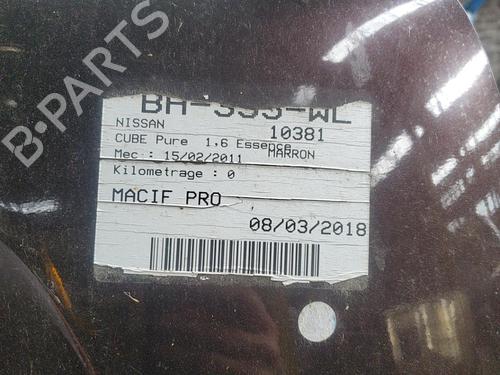 B-PARTS
BH-333-WL
NISSAN 10381
CUBE Pure 1,6 Essence
Mec : 15/02/2011 MARRON
Kilometrage : 0
MACIF PRO
08/03/2018